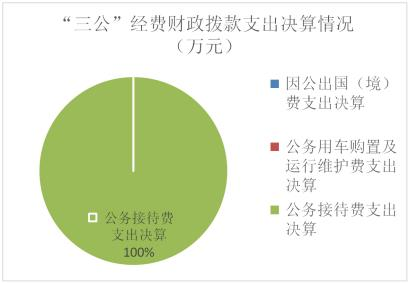 “三公”经费财政拨款支出决算情况
（万元）
因公出国（境）
费支出决算
公务用车购置及
运行维护费支出
决算
公务接待费支出
决算
公务接待费
支出决算
100%